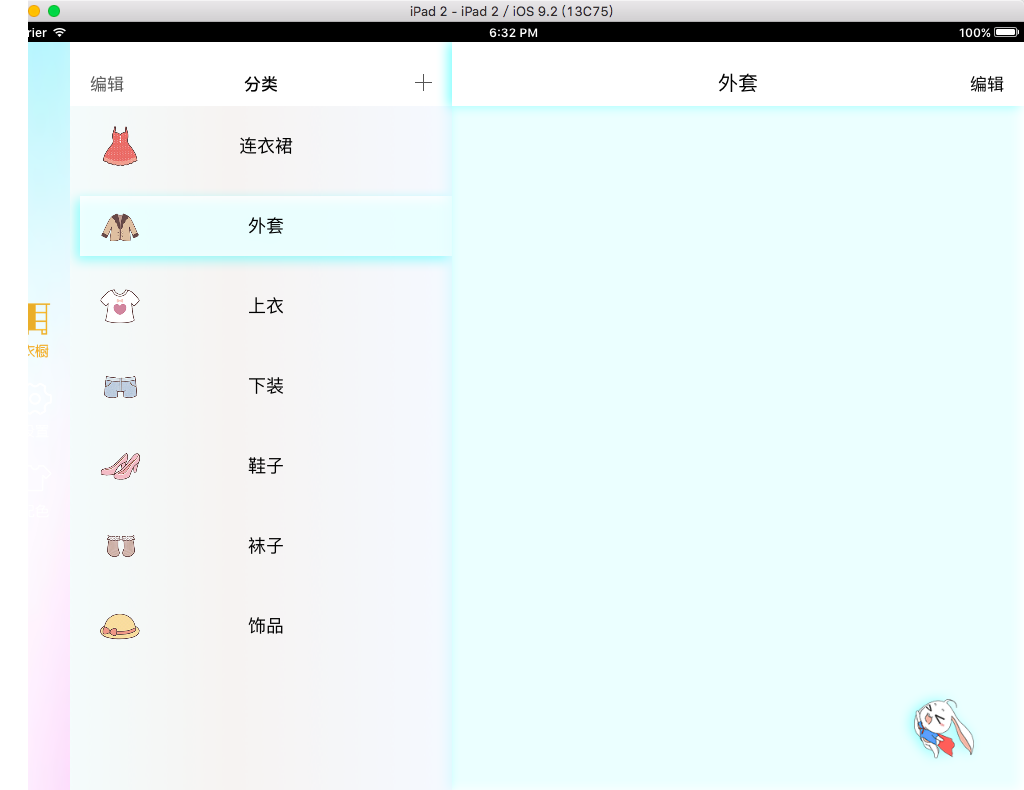 iPad 2 - iPad 2 / iOS 9.2 (13C75)
rier 6:32 PM 100%
编辑 分类 + 外套 编辑
连衣裙
外套
上衣
衣橱
下装
鞋子
袜子
饰品